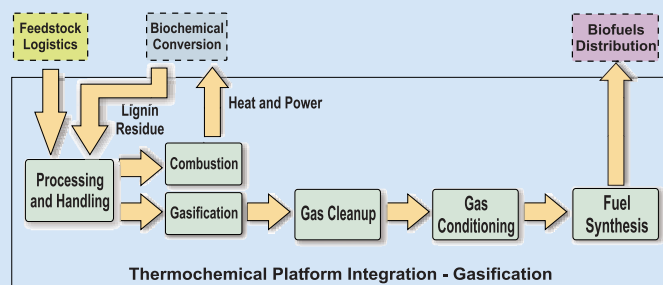 Feedstock
Logistics
Biochemical
Conversion
Biofuels
Distribution
Lignin
Residue
Heat and Power
Processing
and Handling
Combustion
Gasification
Gas Cleanup
Gas
Conditioning
Fuel
Synthesis
Thermochemical Platform Integration - Gasification